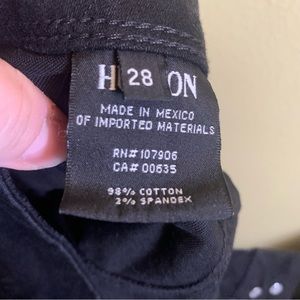 H 28 ON
MADE IN MEXICO
OF IMPORTED MATERIALS
RN# 107906
CA# 00635
98% COTTON
2% SPANDEX